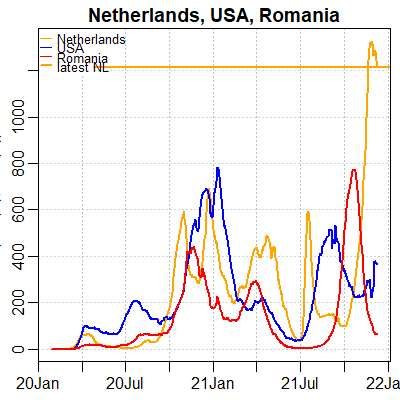 Netherlands, USA, Romania
Netherlands
USA
Romania
latest NL
1000
800
600
400
200
0
20Jan
20Jul
21Jan
21Jul
22Ja